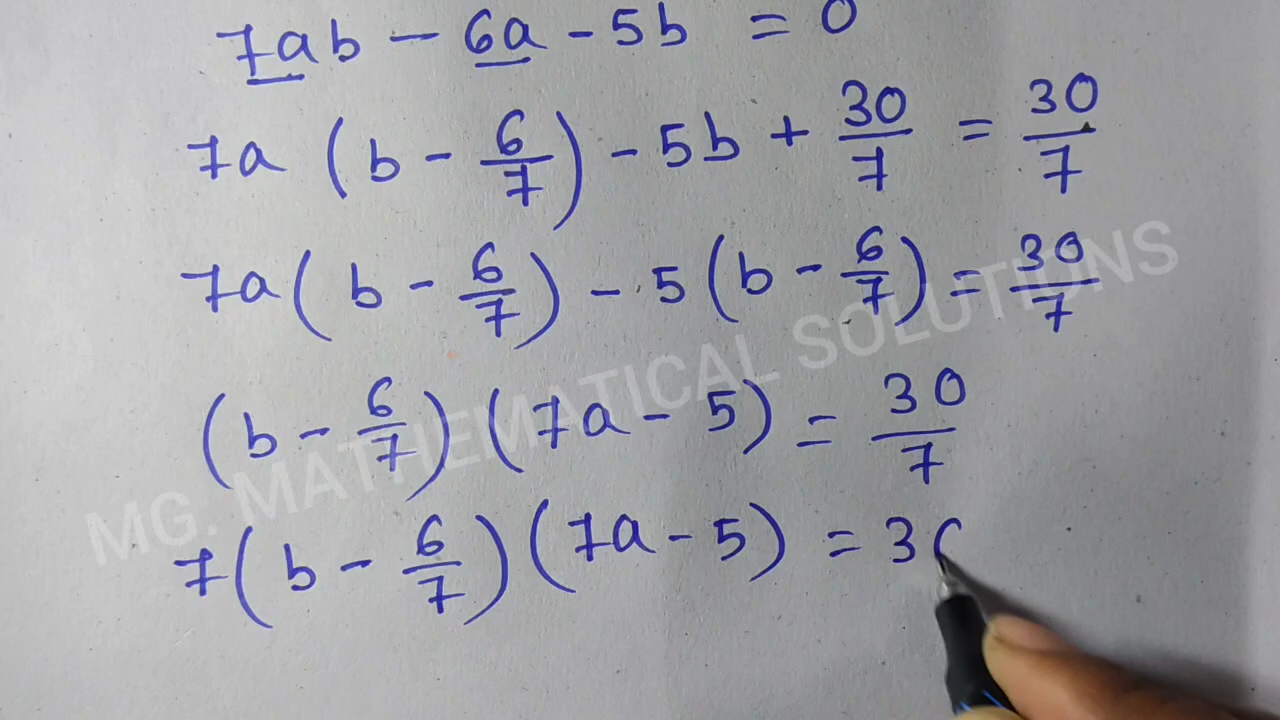 7ab - 6a - 5b = 0
7a (b - 6/7) - 5b + 30/7 = 30/7
7a (b - 6/7) - 5 (b - 6/7) = 30/7
(b - 6/7) (7a - 5) = 30/7
7 (b - 6/7) (7a - 5) = 30
MG. MATHEMATICAL SOLUTIONS